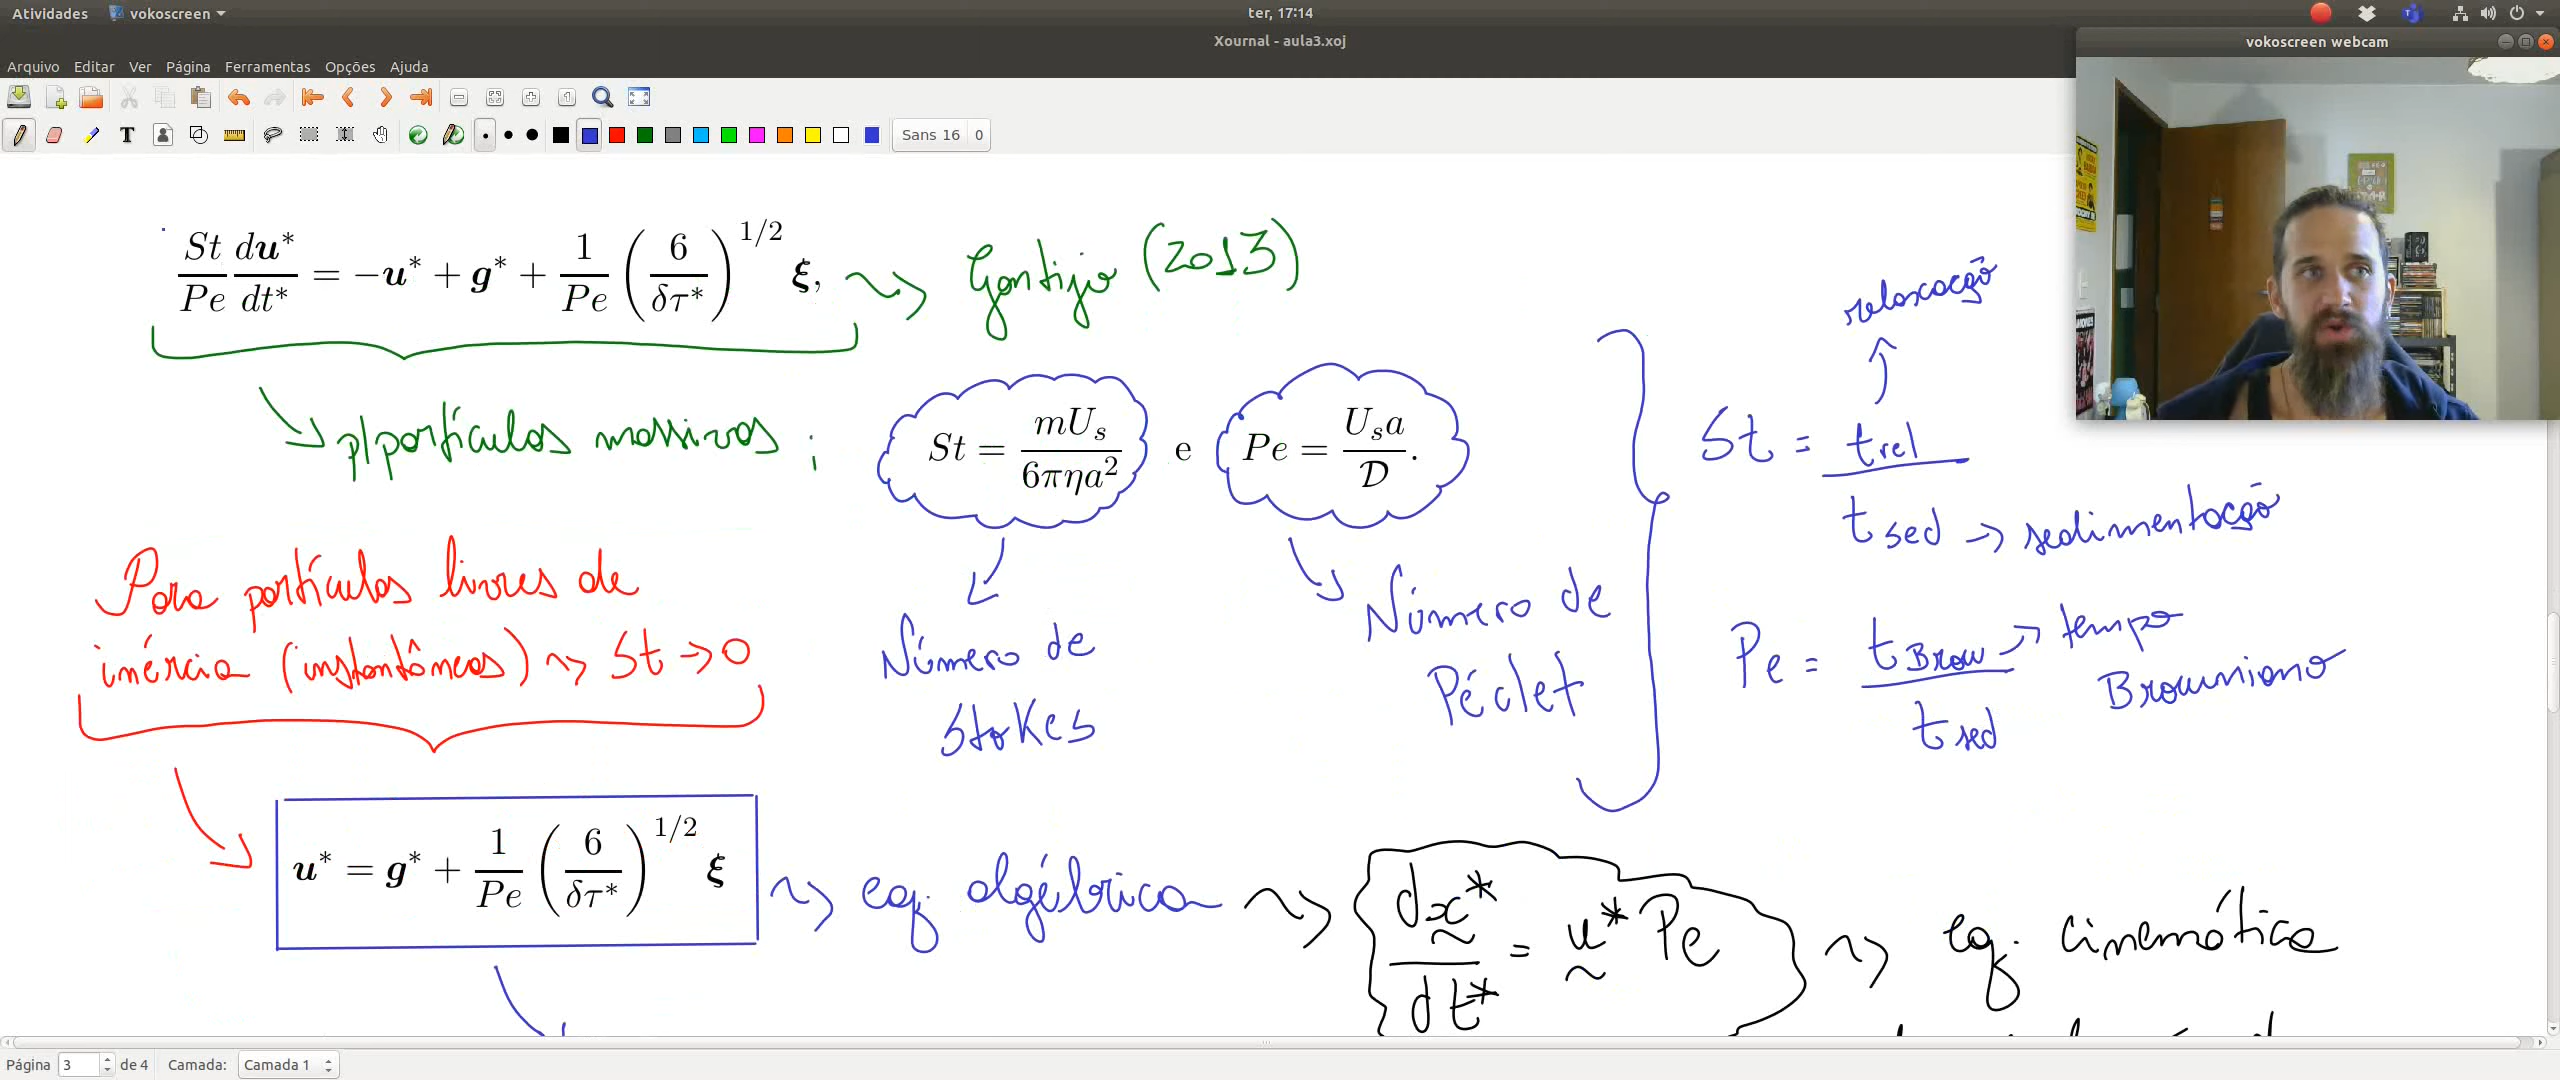 Atividades vokoscreen ter, 17:14
Xournal - aula3.xoj
vokoscreen webcam
Arquivo Editar Ver Página Ferramentas Opções Ajuda
Sans 16 0
St/Pe du*/dt* = −u* + g* + 1/Pe (6/δτ*)^1/2 ξ, Gontijo (2013)
p/partículas massivas ;
St = mU_s/6πηa² e Pe = U_s a/𝒟.
relaxação
St = t rel / t sed → sedimentação
Número de Stokes
Número de Péclet
Pe = t Brow / t sed → tempo Browniano
Para partículas livres de
inércia (instantâneas) ⇝ St → 0
u* = g* + 1/Pe (6/δτ*)^1/2 ξ ⇝ eq. algébrica ⇝ dx*/dt* = u* Pe ⇝ eq. cinemática
Página 3 de 4 Camada: Camada 1